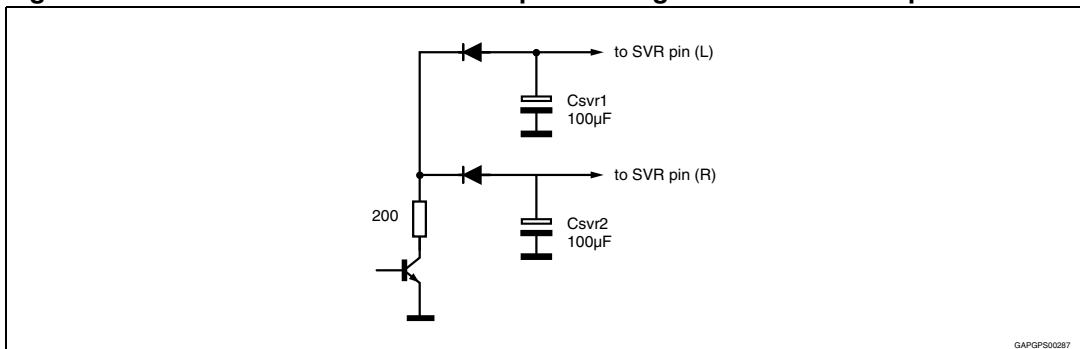 to SVR pin (L)
Csvr1
100µF
to SVR pin (R)
200
Csvr2
100µF
GAPGPS00287